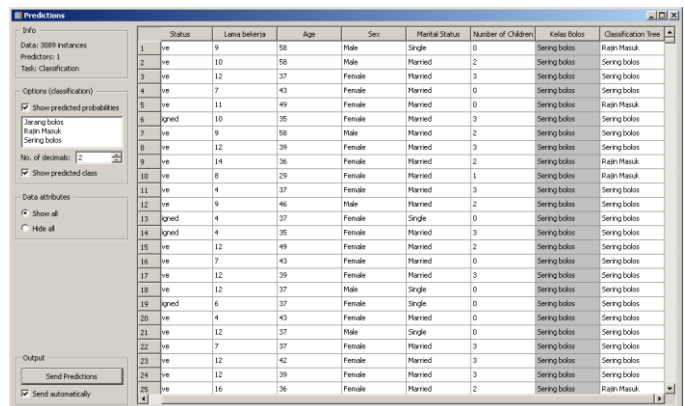 Predictions
Info
Data: 3089 instances
Predictors: 1
Task: Classification
Options (classification)
Show predicted probabilities
Jarang bolos
Rajin Masuk
Sering bolos
No. of decimals: 2
Show predicted class
Data attributes
Show all
Hide all
Output
Send Predictions
Send automatically
Status Lama bekerja Age Sex Marital Status Number of Children Kelas Bolos Classification Tree
1 ve 9 58 Male Single 0 Sering bolos Rajin Masuk
2 ve 10 58 Male Married 2 Sering bolos Sering bolos
3 ve 12 37 Female Married 3 Sering bolos Sering bolos
4 ve 7 43 Female Married 0 Sering bolos Sering bolos
5 ve 11 49 Female Married 0 Sering bolos Rajin Masuk
6 igned 10 35 Female Married 3 Sering bolos Sering bolos
7 ve 9 58 Male Married 2 Sering bolos Sering bolos
8 ve 12 39 Female Married 3 Sering bolos Sering bolos
9 ve 14 36 Female Married 2 Sering bolos Rajin Masuk
10 ve 8 29 Female Married 1 Sering bolos Rajin Masuk
11 ve 4 37 Female Married 3 Sering bolos Sering bolos
12 ve 9 46 Male Married 2 Sering bolos Sering bolos
13 igned 4 37 Female Single 0 Sering bolos Sering bolos
14 igned 4 35 Female Married 3 Sering bolos Sering bolos
15 ve 12 49 Female Married 2 Sering bolos Sering bolos
16 ve 7 43 Female Married 0 Sering bolos Sering bolos
17 ve 12 39 Female Married 3 Sering bolos Sering bolos
18 ve 12 37 Male Single 0 Sering bolos Sering bolos
19 igned 6 37 Female Single 0 Sering bolos Sering bolos
20 ve 4 43 Female Married 0 Sering bolos Sering bolos
21 ve 12 37 Male Single 0 Sering bolos Sering bolos
22 ve 7 37 Female Married 3 Sering bolos Sering bolos
23 ve 12 42 Female Married 3 Sering bolos Sering bolos
24 ve 12 39 Female Married 3 Sering bolos Sering bolos
25 ve 16 36 Female Married 2 Sering bolos Rajin Masuk